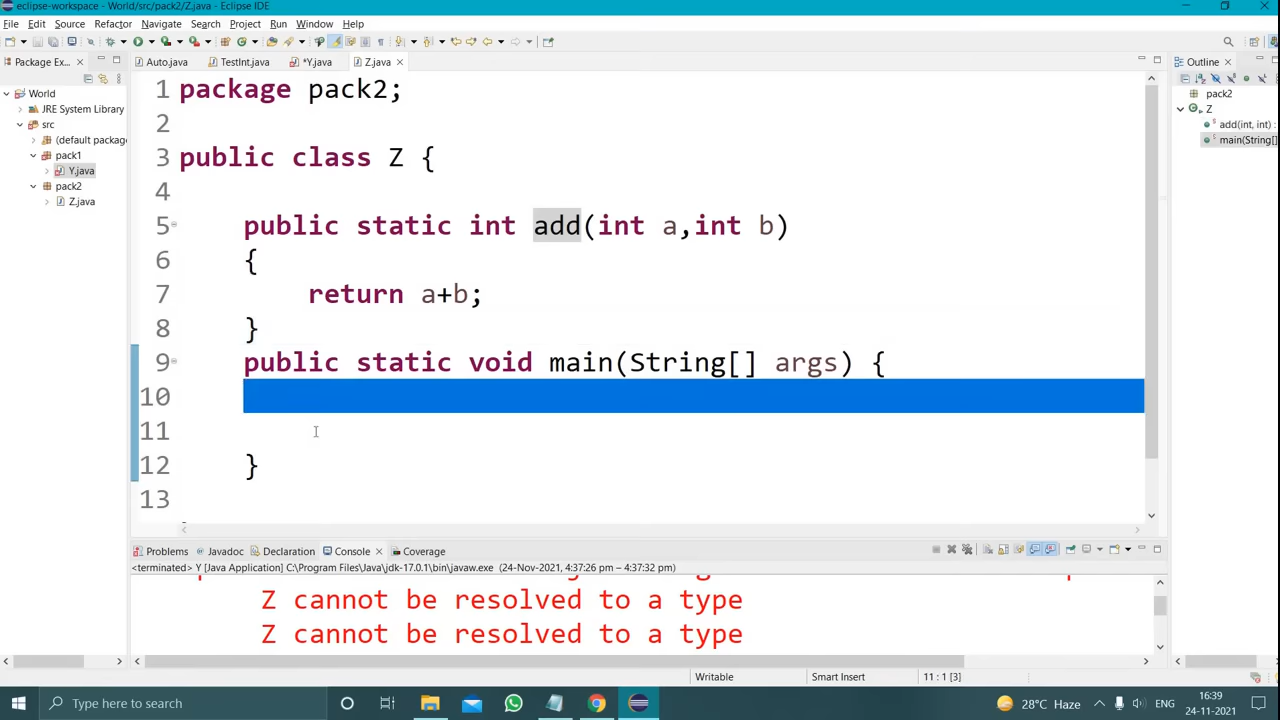 eclipse-workspace - World/src/pack2/Z.java - Eclipse IDE
File Edit Source Refactor Navigate Search Project Run Window Help
Package Ex...
Auto.java TestInt.java *Y.java Z.java
Outline
World
JRE System Library
src
(default package
pack1
Y.java
pack2
Z.java
1 package pack2;
2
3 public class Z {
4
5 public static int add(int a,int b)
6 {
7 return a+b;
8 }
9 public static void main(String[] args) {
10
11
12 }
13
pack2
Z
add(int, int) :
main(String[]
Problems Javadoc Declaration Console Coverage
<terminated> Y [Java Application] C:\Program Files\Java\jdk-17.0.1\bin\javaw.exe (24-Nov-2021, 4:37:26 pm – 4:37:32 pm)
Z cannot be resolved to a type
Z cannot be resolved to a type
Writable Smart Insert 11 : 1 [3]
Type here to search
28°C Haze ENG 16:39
24-11-2021